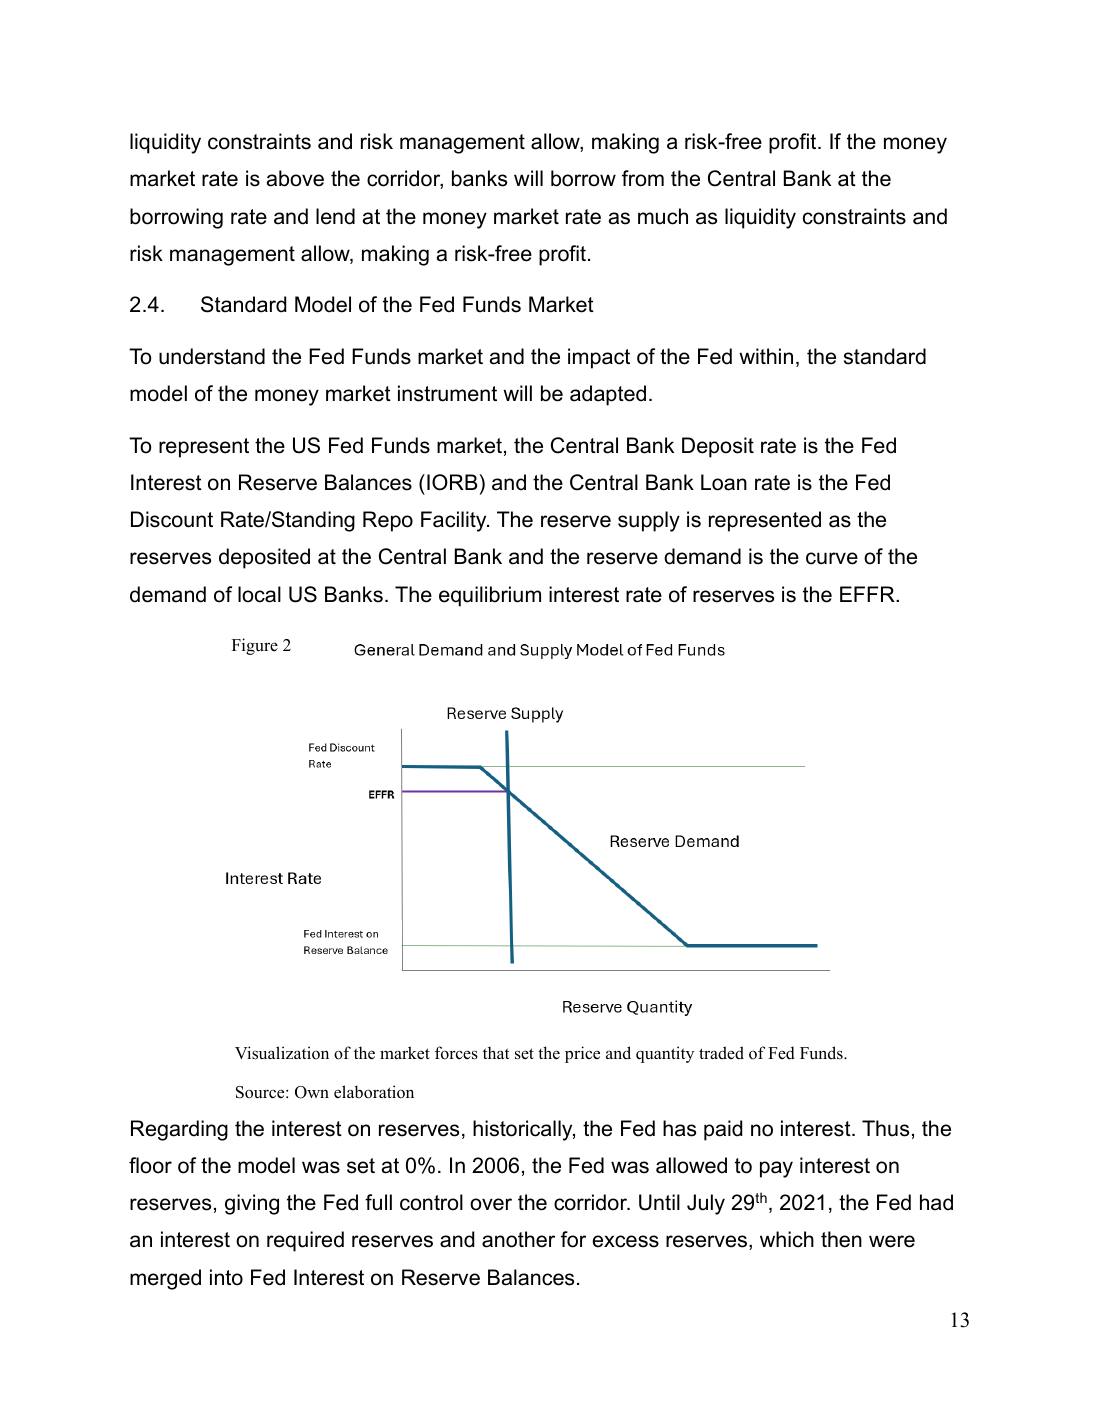 liquidity constraints and risk management allow, making a risk-free profit. If the money
market rate is above the corridor, banks will borrow from the Central Bank at the
borrowing rate and lend at the money market rate as much as liquidity constraints and
risk management allow, making a risk-free profit.
2.4. Standard Model of the Fed Funds Market
To understand the Fed Funds market and the impact of the Fed within, the standard
model of the money market instrument will be adapted.
To represent the US Fed Funds market, the Central Bank Deposit rate is the Fed
Interest on Reserve Balances (IORB) and the Central Bank Loan rate is the Fed
Discount Rate/Standing Repo Facility. The reserve supply is represented as the
reserves deposited at the Central Bank and the reserve demand is the curve of the
demand of local US Banks. The equilibrium interest rate of reserves is the EFFR.
Figure 2
General Demand and Supply Model of Fed Funds
Reserve Supply
Fed Discount
Rate
EFFR
Reserve Demand
Interest Rate
Fed Interest on
Reserve Balance
Reserve Quantity
Visualization of the market forces that set the price and quantity traded of Fed Funds.
Source: Own elaboration
Regarding the interest on reserves, historically, the Fed has paid no interest. Thus, the
floor of the model was set at 0%. In 2006, the Fed was allowed to pay interest on
reserves, giving the Fed full control over the corridor. Until July 29th, 2021, the Fed had
an interest on required reserves and another for excess reserves, which then were
merged into Fed Interest on Reserve Balances.
13